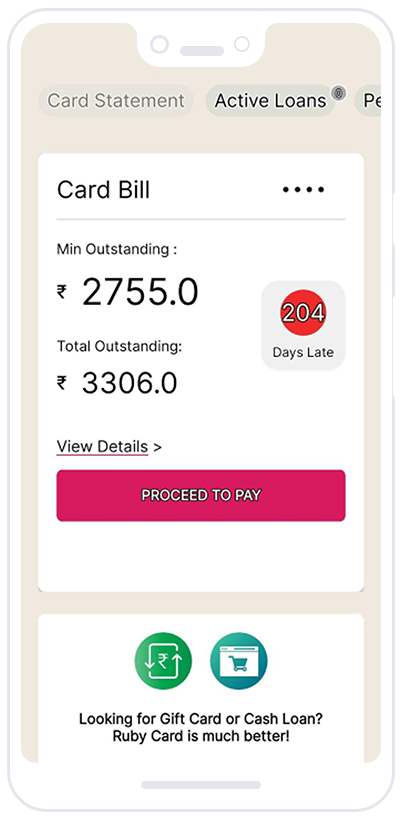 Card Statement Active Loans 0
Card Bill ••••
Min Outstanding :
₹ 2755.0
204
Days Late
Total Outstanding:
₹ 3306.0
View Details >
PROCEED TO PAY
₹
Looking for Gift Card or Cash Loan?
Ruby Card is much better!